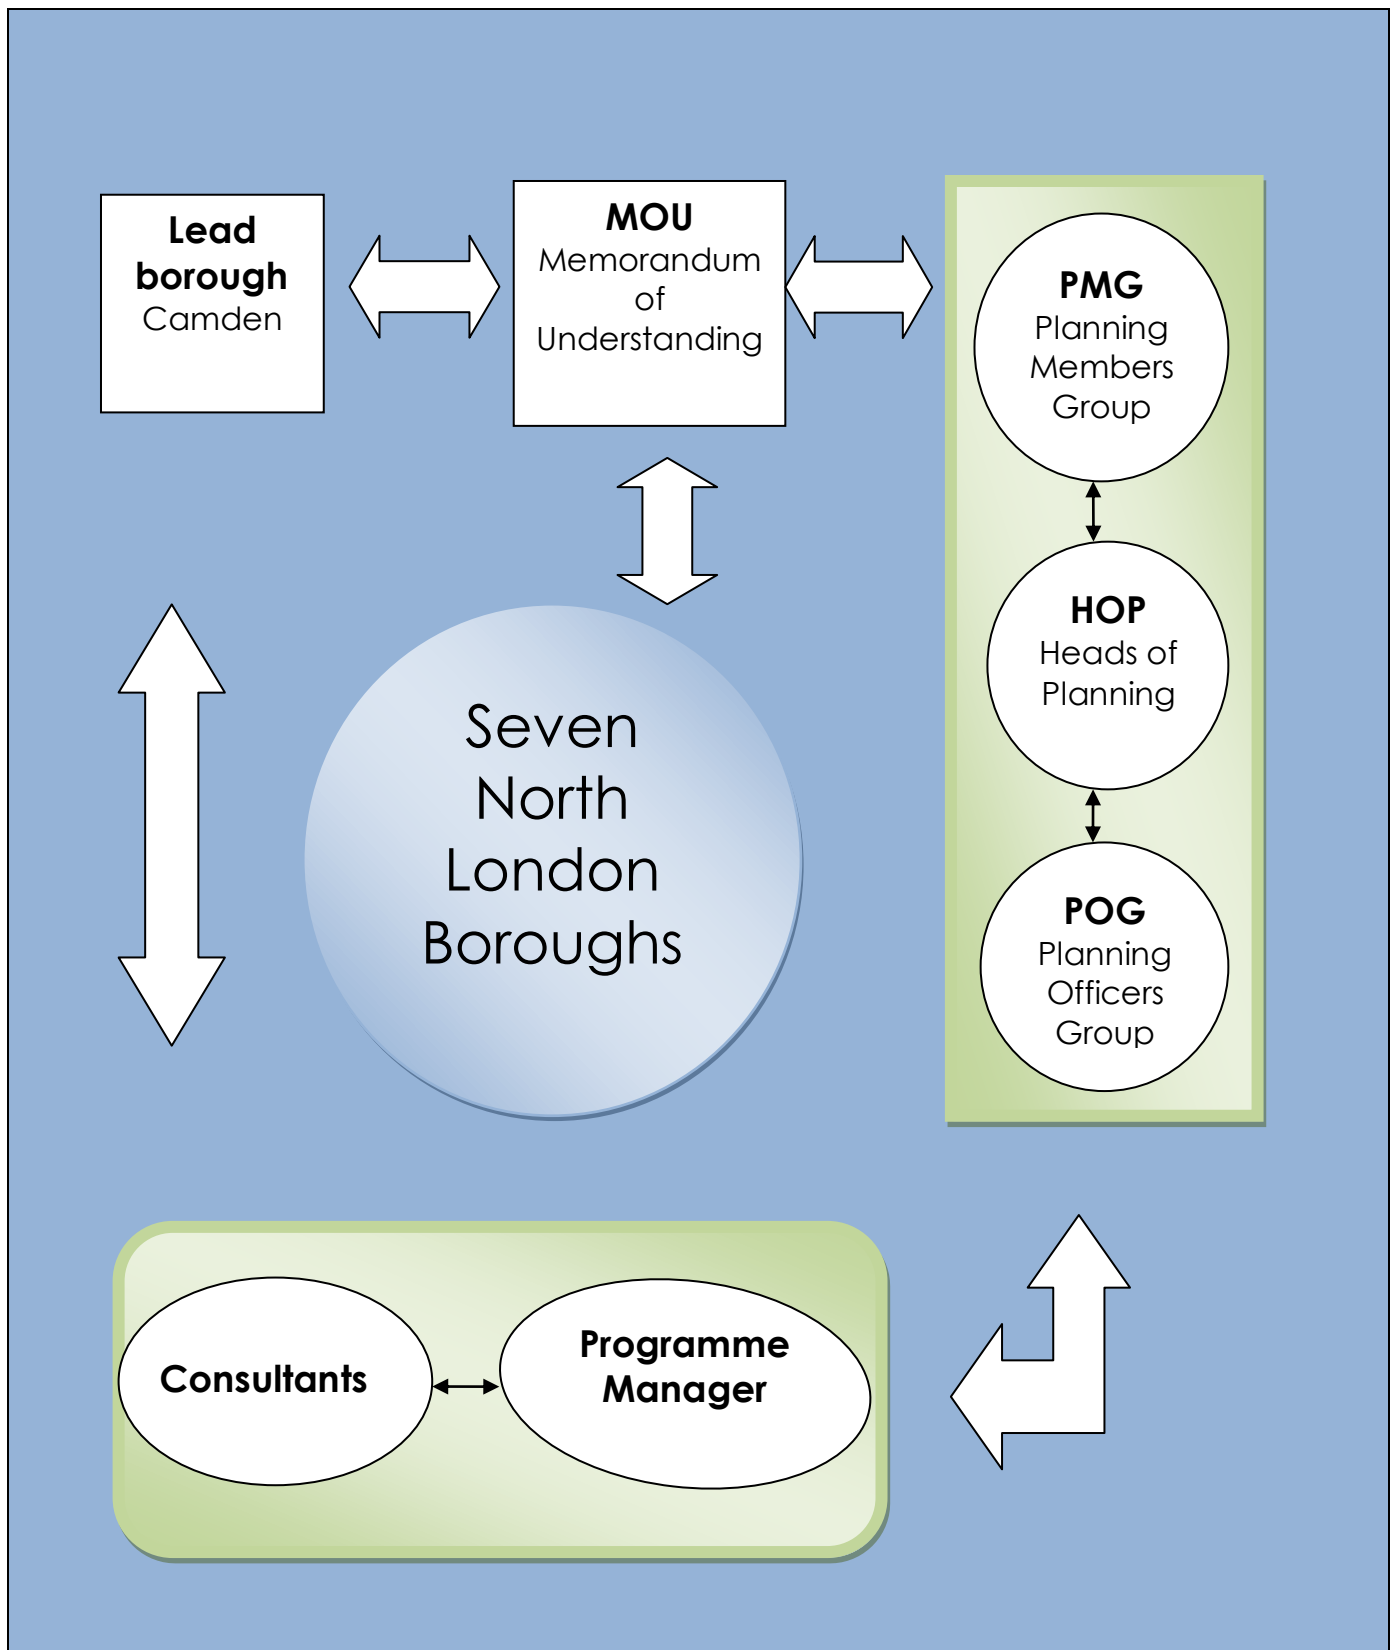 Lead
borough
Camden
MOU
Memorandum
of
Understanding
PMG
Planning
Members
Group
HOP
Heads of
Planning
POG
Planning
Officers
Group
Seven
North
London
Boroughs
Consultants
Programme
Manager